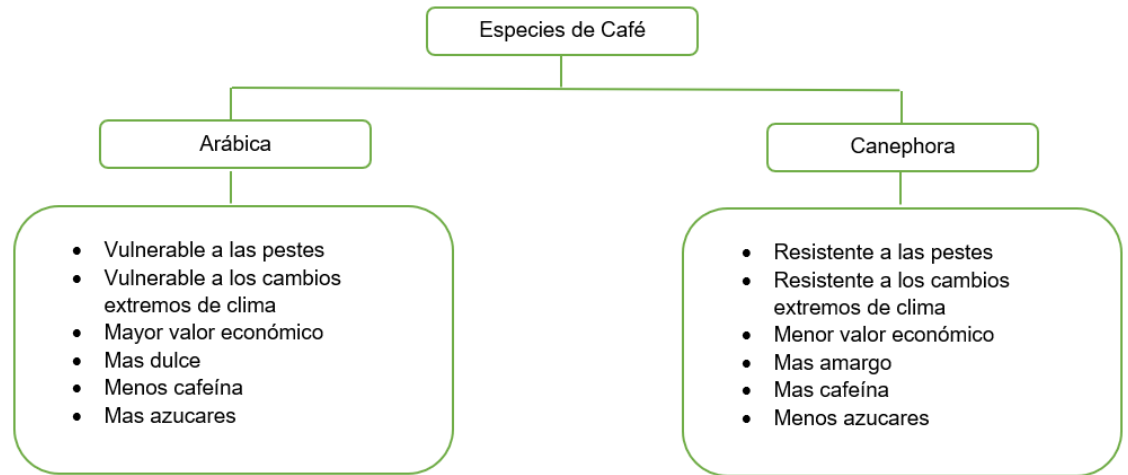 Especies de Café
Arábica
Canephora
• Vulnerable a las pestes
• Vulnerable a los cambios
extremos de clima
• Mayor valor económico
• Mas dulce
• Menos cafeína
• Mas azucares
• Resistente a las pestes
• Resistente a los cambios
extremos de clima
• Menor valor económico
• Mas amargo
• Mas cafeína
• Menos azucares